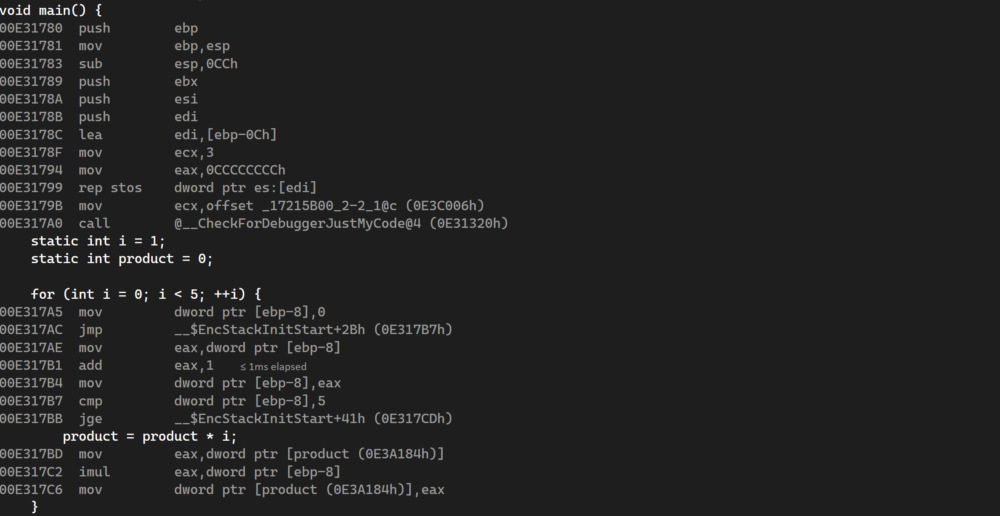 void main() {
00E31780  push        ebp
00E31781  mov         ebp,esp
00E31783  sub         esp,0CCh
00E31789  push        ebx
00E3178A  push        esi
00E3178B  push        edi
00E3178C  lea         edi,[ebp-0Ch]
00E3178F  mov         ecx,3
00E31794  mov         eax,0CCCCCCCCh
00E31799  rep stos    dword ptr es:[edi]
00E3179B  mov         ecx,offset _17215B00_2-2_1@c (0E3C006h)
00E317A0  call        @__CheckForDebuggerJustMyCode@4 (0E31320h)
    static int i = 1;
    static int product = 0;
    for (int i = 0; i < 5; ++i) {
00E317A5  mov         dword ptr [ebp-8],0
00E317AC  jmp         __$EncStackInitStart+2Bh (0E317B7h)
00E317AE  mov         eax,dword ptr [ebp-8]
00E317B1  add         eax,1   ≤ 1ms elapsed
00E317B4  mov         dword ptr [ebp-8],eax
00E317B7  cmp         dword ptr [ebp-8],5
00E317BB  jge         __$EncStackInitStart+41h (0E317CDh)
        product = product * i;
00E317BD  mov         eax,dword ptr [product (0E3A184h)]
00E317C2  imul        eax,dword ptr [ebp-8]
00E317C6  mov         dword ptr [product (0E3A184h)],eax
    }